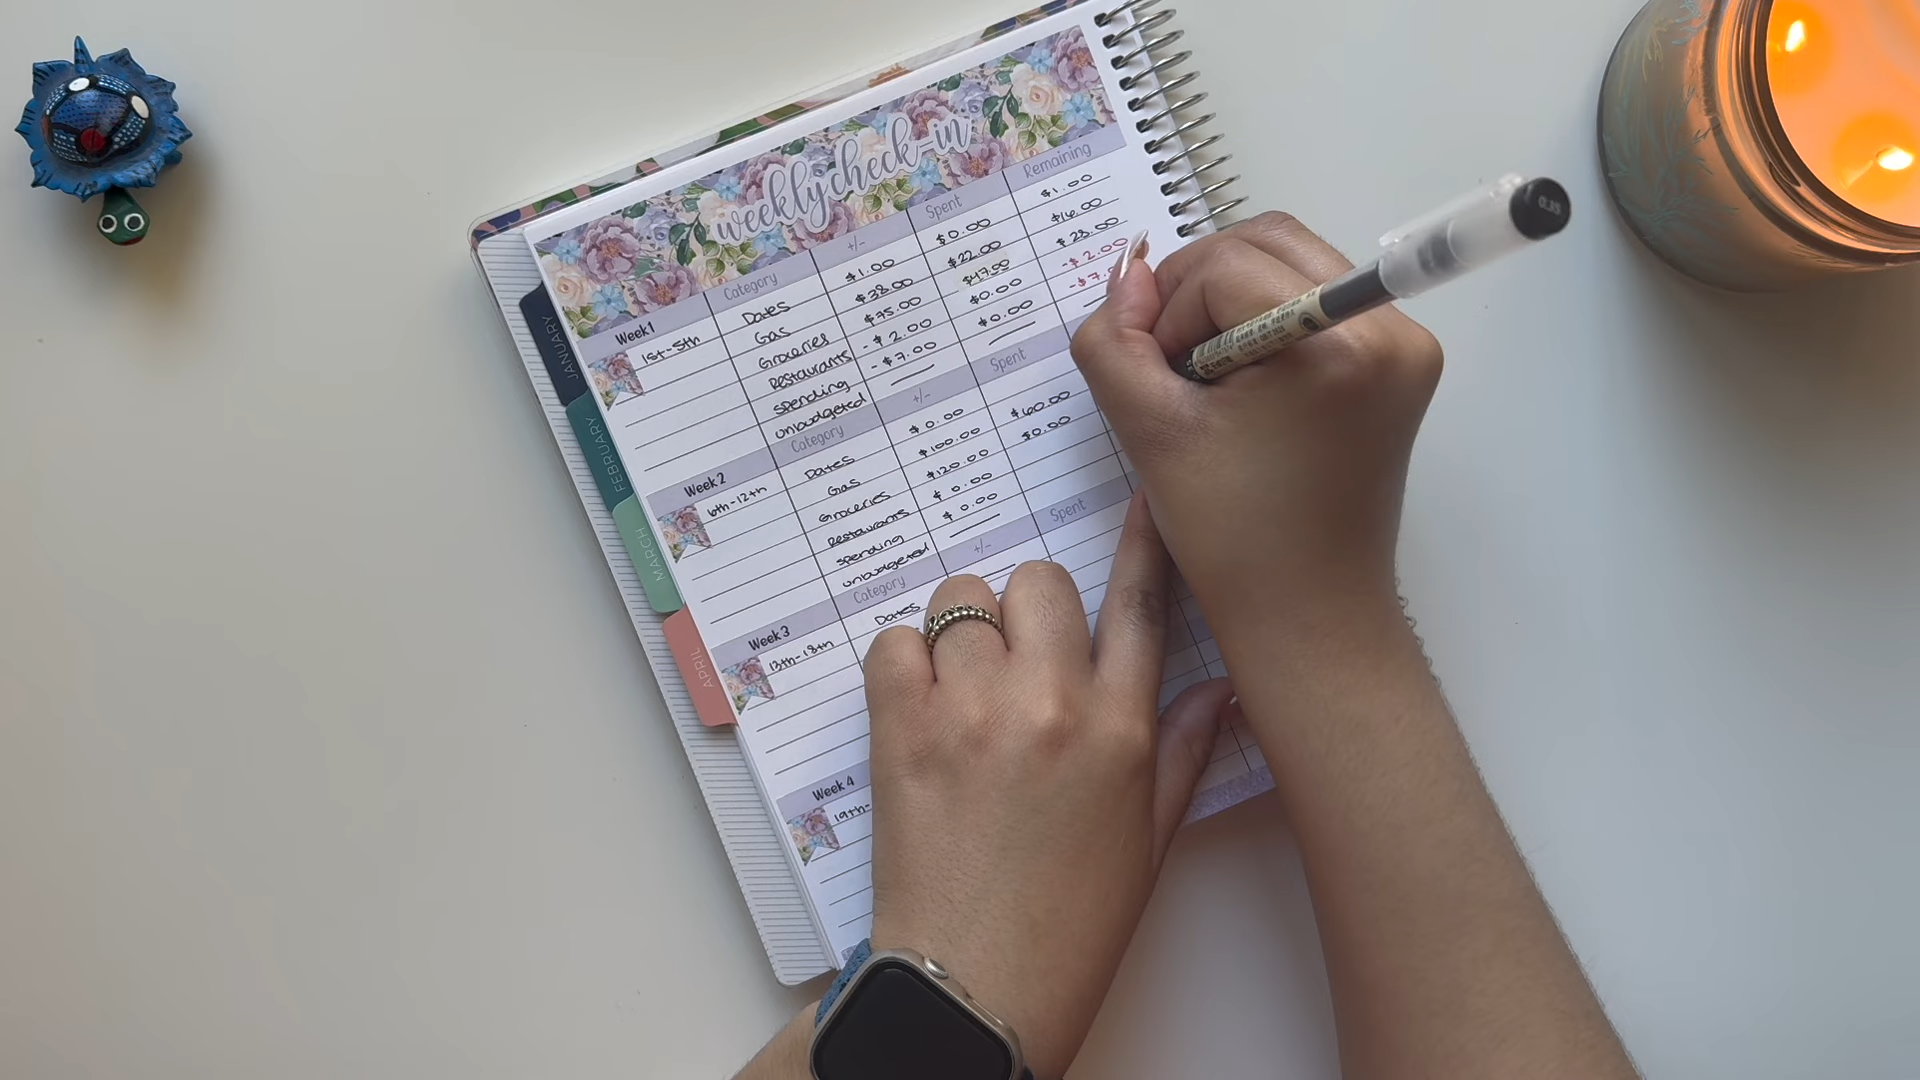 weekly check-in
Week 1 Category +/- Spent Remaining
1st-5th Dates $1.00 $0.00 $1.00
Gas $38.00 $22.00 $16.00
Groceries $75.00 $47.00 $28.00
Restaurants -$2.00 $0.00 -$2.00
spending -$7.00 $0.00
unbudgeted
Week 2 Category +/- Spent
6th-12th Dates $0.00 $60.00
Gas $100.00 $0.00
Groceries $120.00
Restaurants $0.00
spending $0.00
unbudgeted
Week 3 Category +/- Spent
13th-18th Dates
Week 4
19th-
JANUARY
FEBRUARY
MARCH
APRIL
0.38